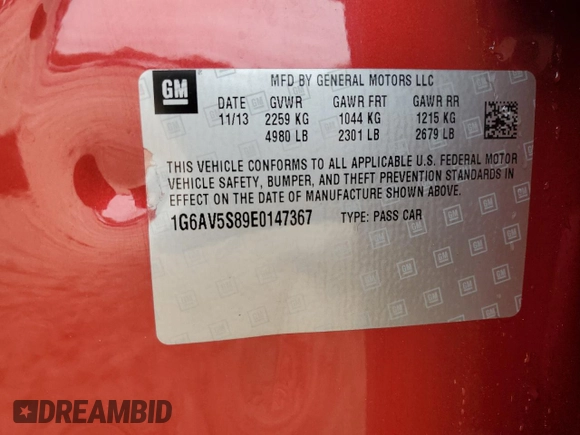 GM
MFD BY GENERAL MOTORS LLC
DATE GVWR GAWR FRT GAWR RR
11/13 2259 KG 1044 KG 1215 KG
4980 LB 2301 LB 2679 LB
THIS VEHICLE CONFORMS TO ALL APPLICABLE U.S. FEDERAL MOTOR
VEHICLE SAFETY, BUMPER, AND THEFT PREVENTION STANDARDS IN
EFFECT ON THE DATE OF MANUFACTURE SHOWN ABOVE.
1G6AV5S89E0147367 TYPE: PASS CAR
DREAMBID